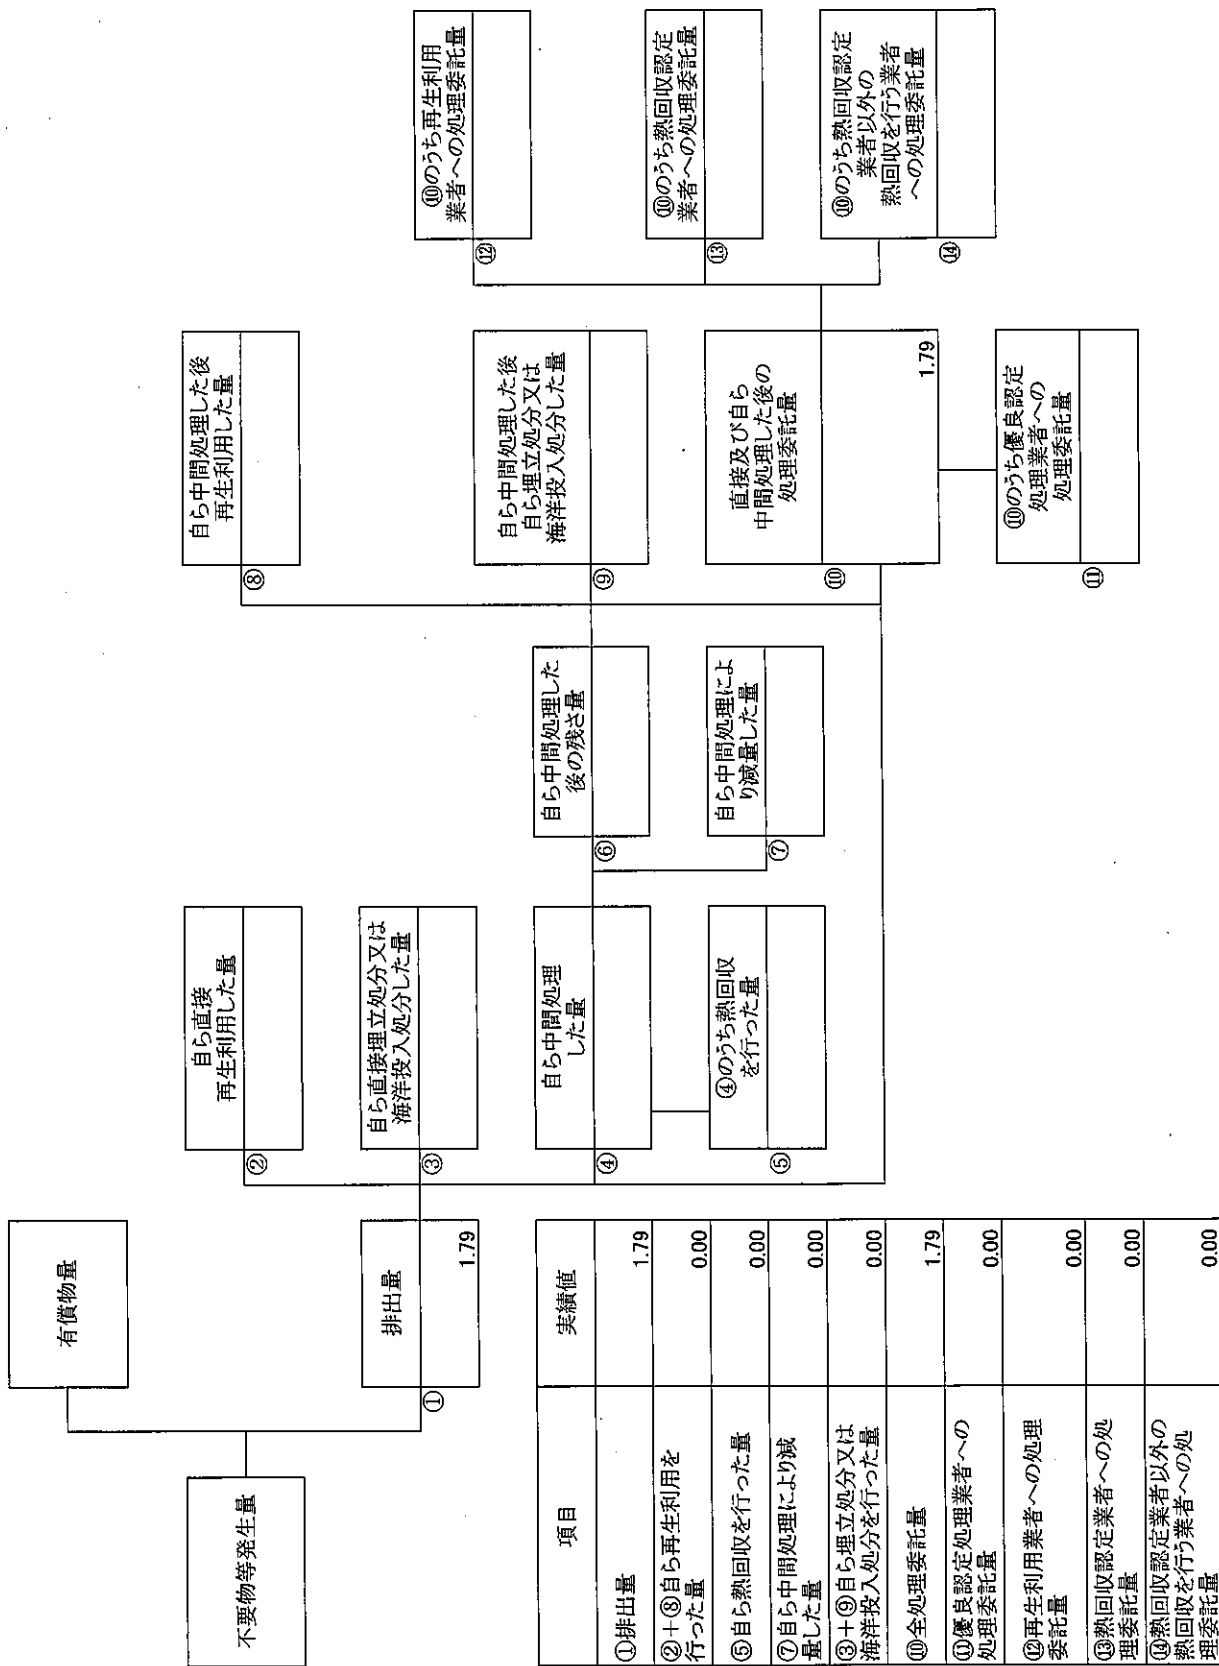 不要物等発生量
有償物量
①
排出量
1.79
②
自ら直接
再生利用した量
③
自ら直接埋立処分又は
海洋投入処分した量
④
自ら中間処理
した量
⑤
④のうち熱回収
を行った量
⑥
自ら中間処理した
後の残さ量
⑦
自ら中間処理によ
り減量した量
⑧
自ら中間処理した後
再生利用した量
⑨
自ら中間処理した後
自ら埋立処分又は
海洋投入処分した量
⑩
直接及び自ら
中間処理した後の
処理委託量
1.79
⑪
⑩のうち優良認定
処理業者への
処理委託量
⑫
⑩のうち再生利用
業者への処理委託量
⑬
⑩のうち熱回収認定
業者への処理委託量
⑭
⑩のうち熱回収認定
業者以外の
熱回収を行う業者
への処理委託量
項目
実績値
①排出量
1.79
②+⑧自ら再生利用を
行った量
0.00
⑤自ら熱回収を行った量
0.00
⑦自ら中間処理により減
量した量
0.00
③+⑨自ら埋立処分又は
海洋投入処分を行った量
0.00
⑩全処理委託量
1.79
⑪優良認定処理業者への
処理委託量
0.00
⑫再生利用業者への処理
委託量
0.00
⑬熱回収認定業者への処
理委託量
0.00
⑭熱回収認定業者以外の
熱回収を行う業者への処
理委託量
0.00